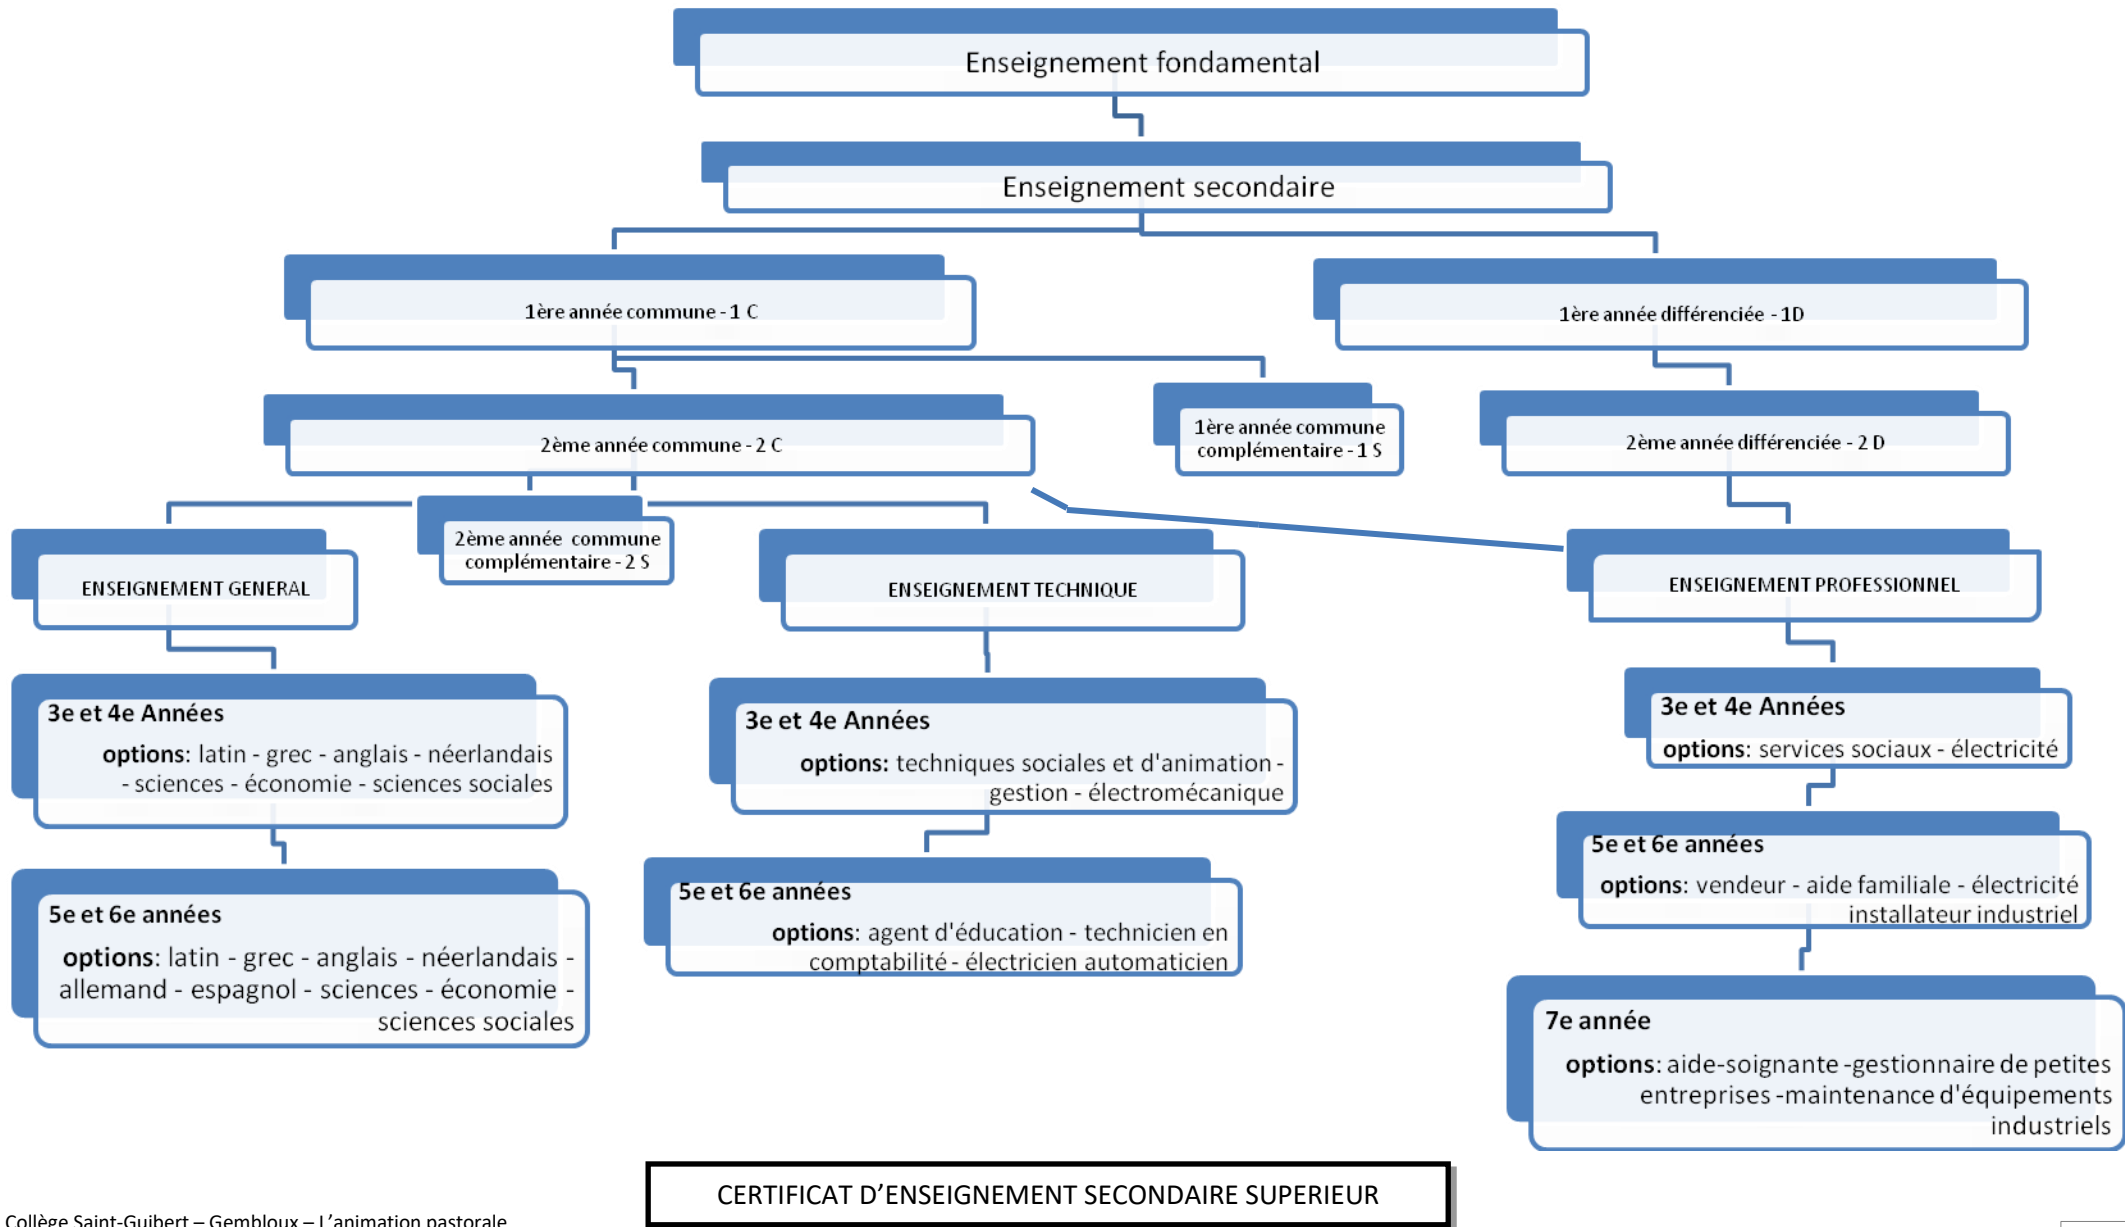 Enseignement fondamental
Enseignement secondaire
1ère année commune - 1 C
1ère année différenciée - 1D
2ème année commune - 2 C
1ère année commune
complémentaire - 1 S
2ème année différenciée - 2 D
ENSEIGNEMENT GENERAL
2ème année commune
complémentaire - 2 S
ENSEIGNEMENT TECHNIQUE
ENSEIGNEMENT PROFESSIONNEL
3e et 4e Années
options: latin - grec - anglais - néerlandais
- sciences - économie - sciences sociales
3e et 4e Années
options: techniques sociales et d'animation -
gestion - électromécanique
3e et 4e Années
options: services sociaux - électricité
5e et 6e années
options: latin - grec - anglais - néerlandais -
allemand - espagnol - sciences - économie -
sciences sociales
5e et 6e années
options: agent d'éducation - technicien en
comptabilité - électricien automaticien
5e et 6e années
options: vendeur - aide familiale - électricité
installateur industriel
7e année
options: aide-soignante -gestionnaire de petites
entreprises -maintenance d'équipements
industriels
CERTIFICAT D’ENSEIGNEMENT SECONDAIRE SUPERIEUR
Collège Saint-Guibert – Gembloux – L’animation pastorale